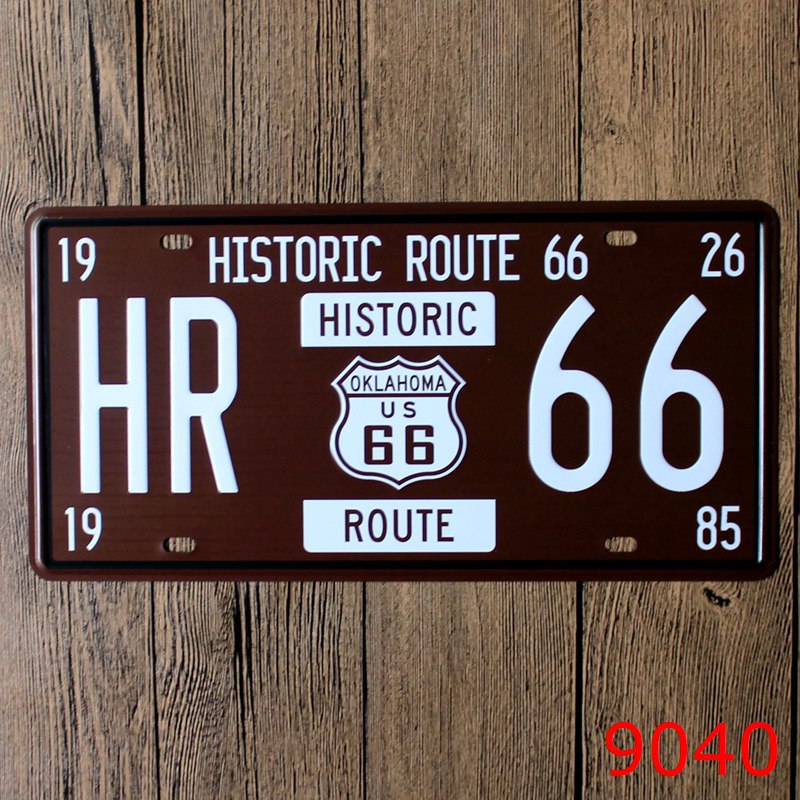 19 HISTORIC ROUTE 66 26
HISTORIC
HR 66
OKLAHOMA
US
66
ROUTE
19 85
9040